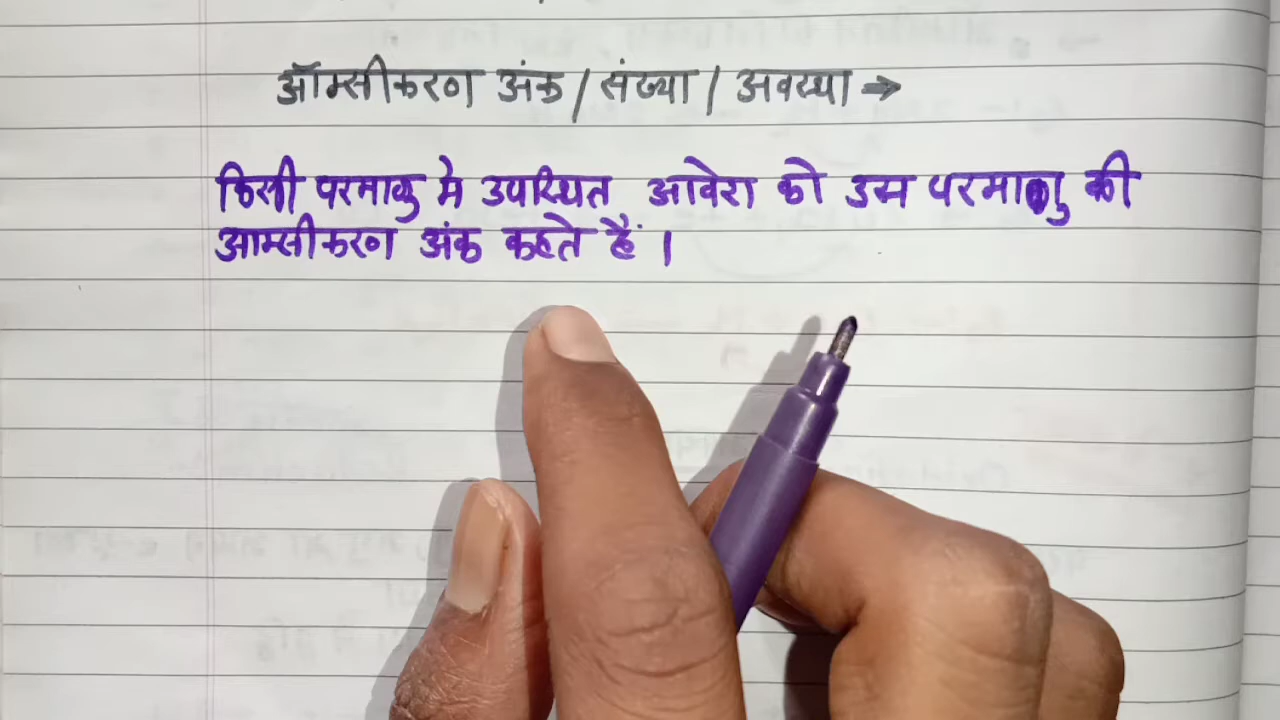 ऑक्सीकरण अंक / संख्या / अवस्था →
किसी परमाणु मे उपस्थित आवेश को उस परमाणु की
आक्सीकरण अंक कहते हैं।